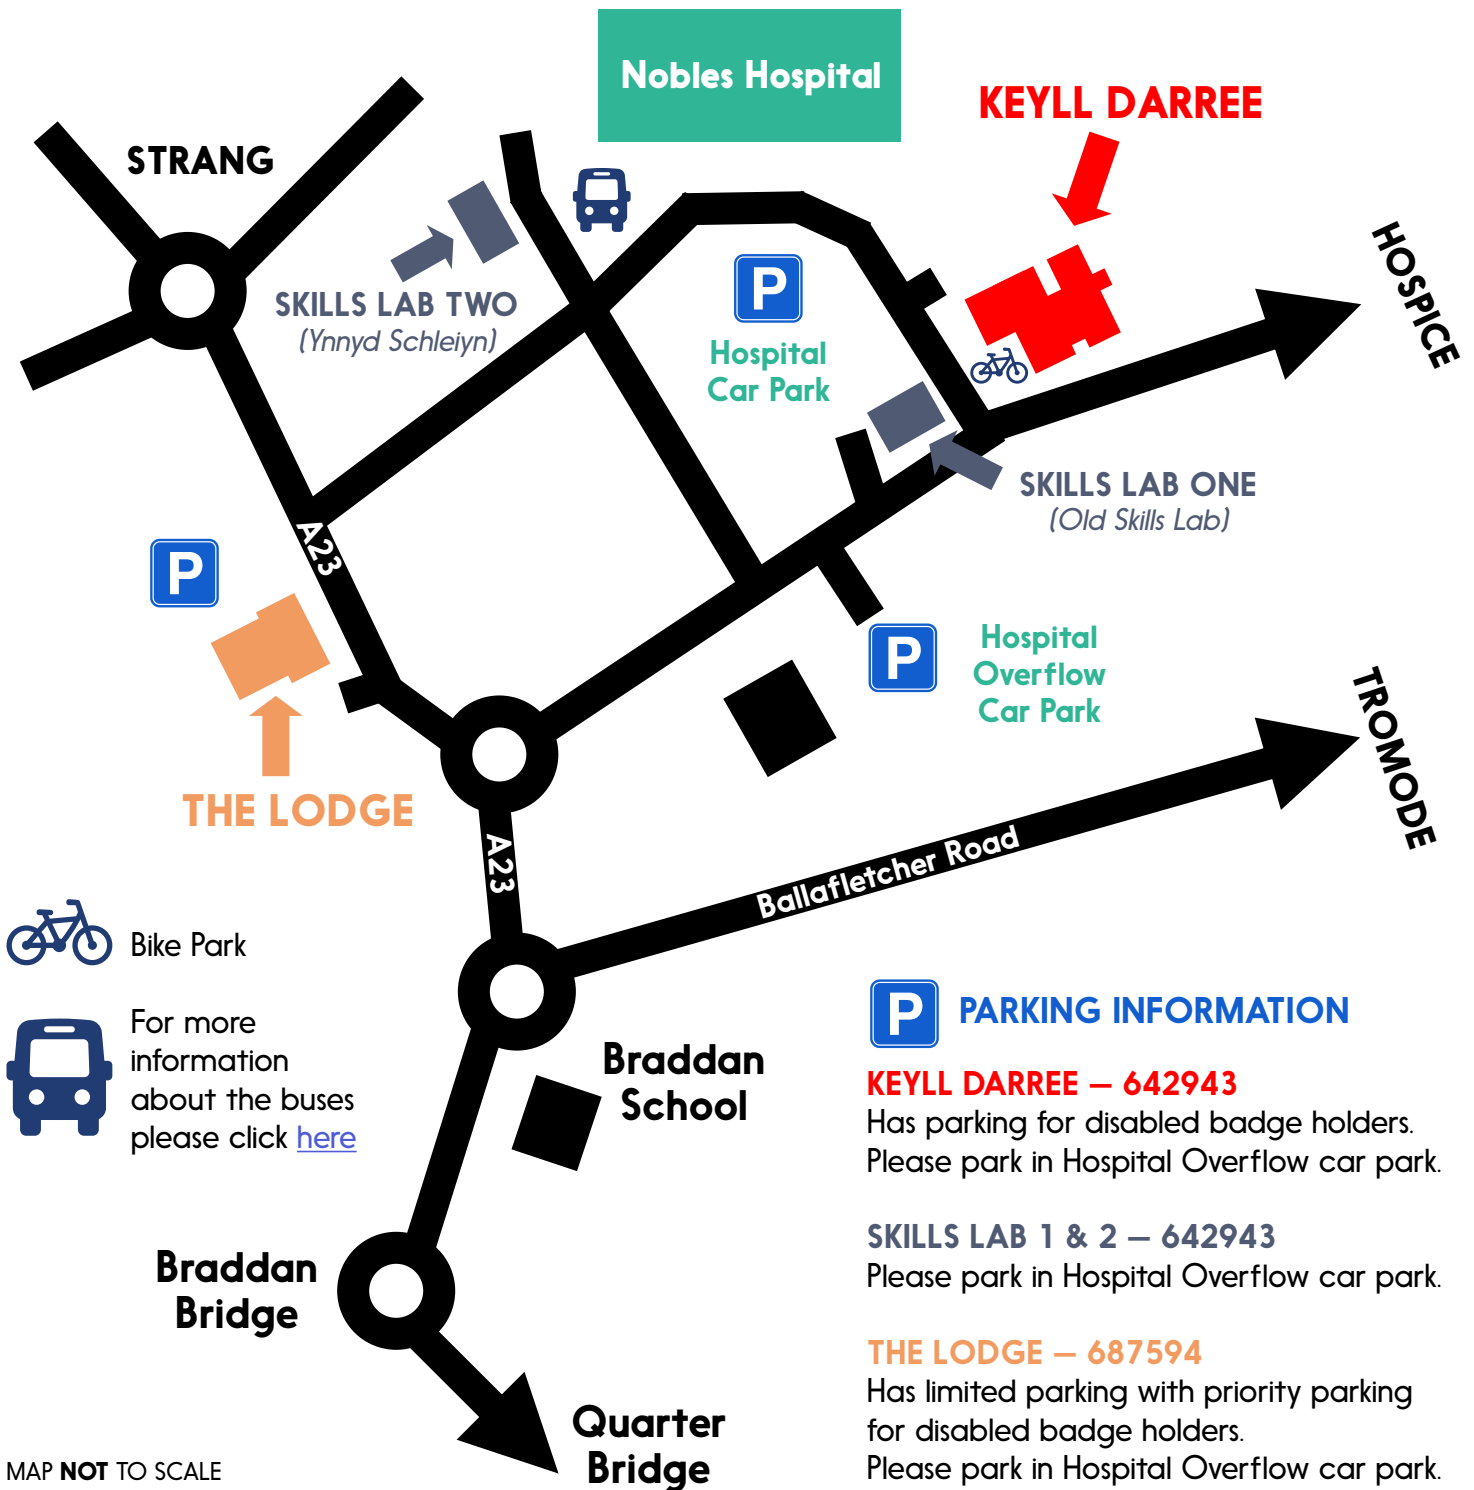 Nobles Hospital
KEYLL DARREE
STRANG
HOSPICE
SKILLS LAB TWO
(Ynnyd Schleiyn)
P
Hospital
Car Park
SKILLS LAB ONE
(Old Skills Lab)
A23
P
P
Hospital
Overflow
Car Park
TROMODE
THE LODGE
A23
Ballafletcher Road
Bike Park
For more
information
about the buses
please click here
Braddan
School
Braddan
Bridge
Quarter
Bridge
MAP NOT TO SCALE
P PARKING INFORMATION
KEYLL DARREE – 642943
Has parking for disabled badge holders.
Please park in Hospital Overflow car park.
SKILLS LAB 1 & 2 – 642943
Please park in Hospital Overflow car park.
THE LODGE – 687594
Has limited parking with priority parking
for disabled badge holders.
Please park in Hospital Overflow car park.